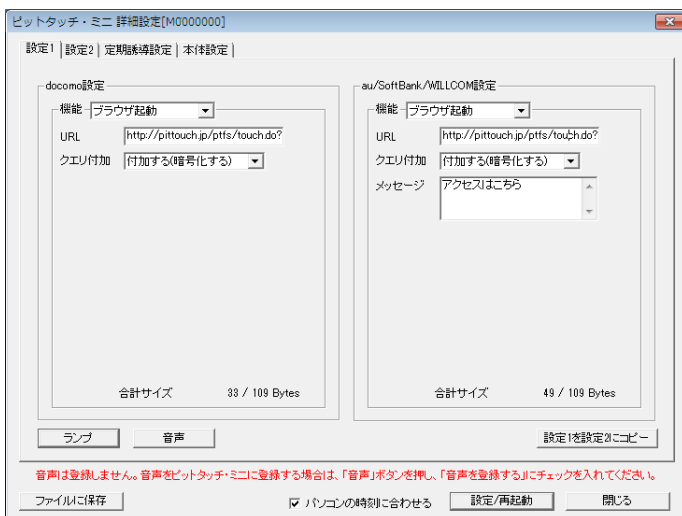 ピットタッチ・ミニ 詳細設定[M0000000]
設定1 設定2 定期誘導設定 本体設定
docomo設定
機能 ブラウザ起動
URL http://pittouch.jp/ptfs/touch.do?
クエリ付加 付加する(暗号化する)
合計サイズ 33 / 109 Bytes
au/SoftBank/WILLCOM設定
機能 ブラウザ起動
URL http://pittouch.jp/ptfs/touch.do?
クエリ付加 付加する(暗号化する)
メッセージ アクセスはこちら
合計サイズ 49 / 109 Bytes
ランプ 音声 設定1を設定2にコピー
音声は登録しません。音声をピットタッチ・ミニに登録する場合は、「音声」ボタンを押し、「音声を登録する」にチェックを入れてください。
ファイルに保存 パソコンの時刻に合わせる 設定/再起動 閉じる